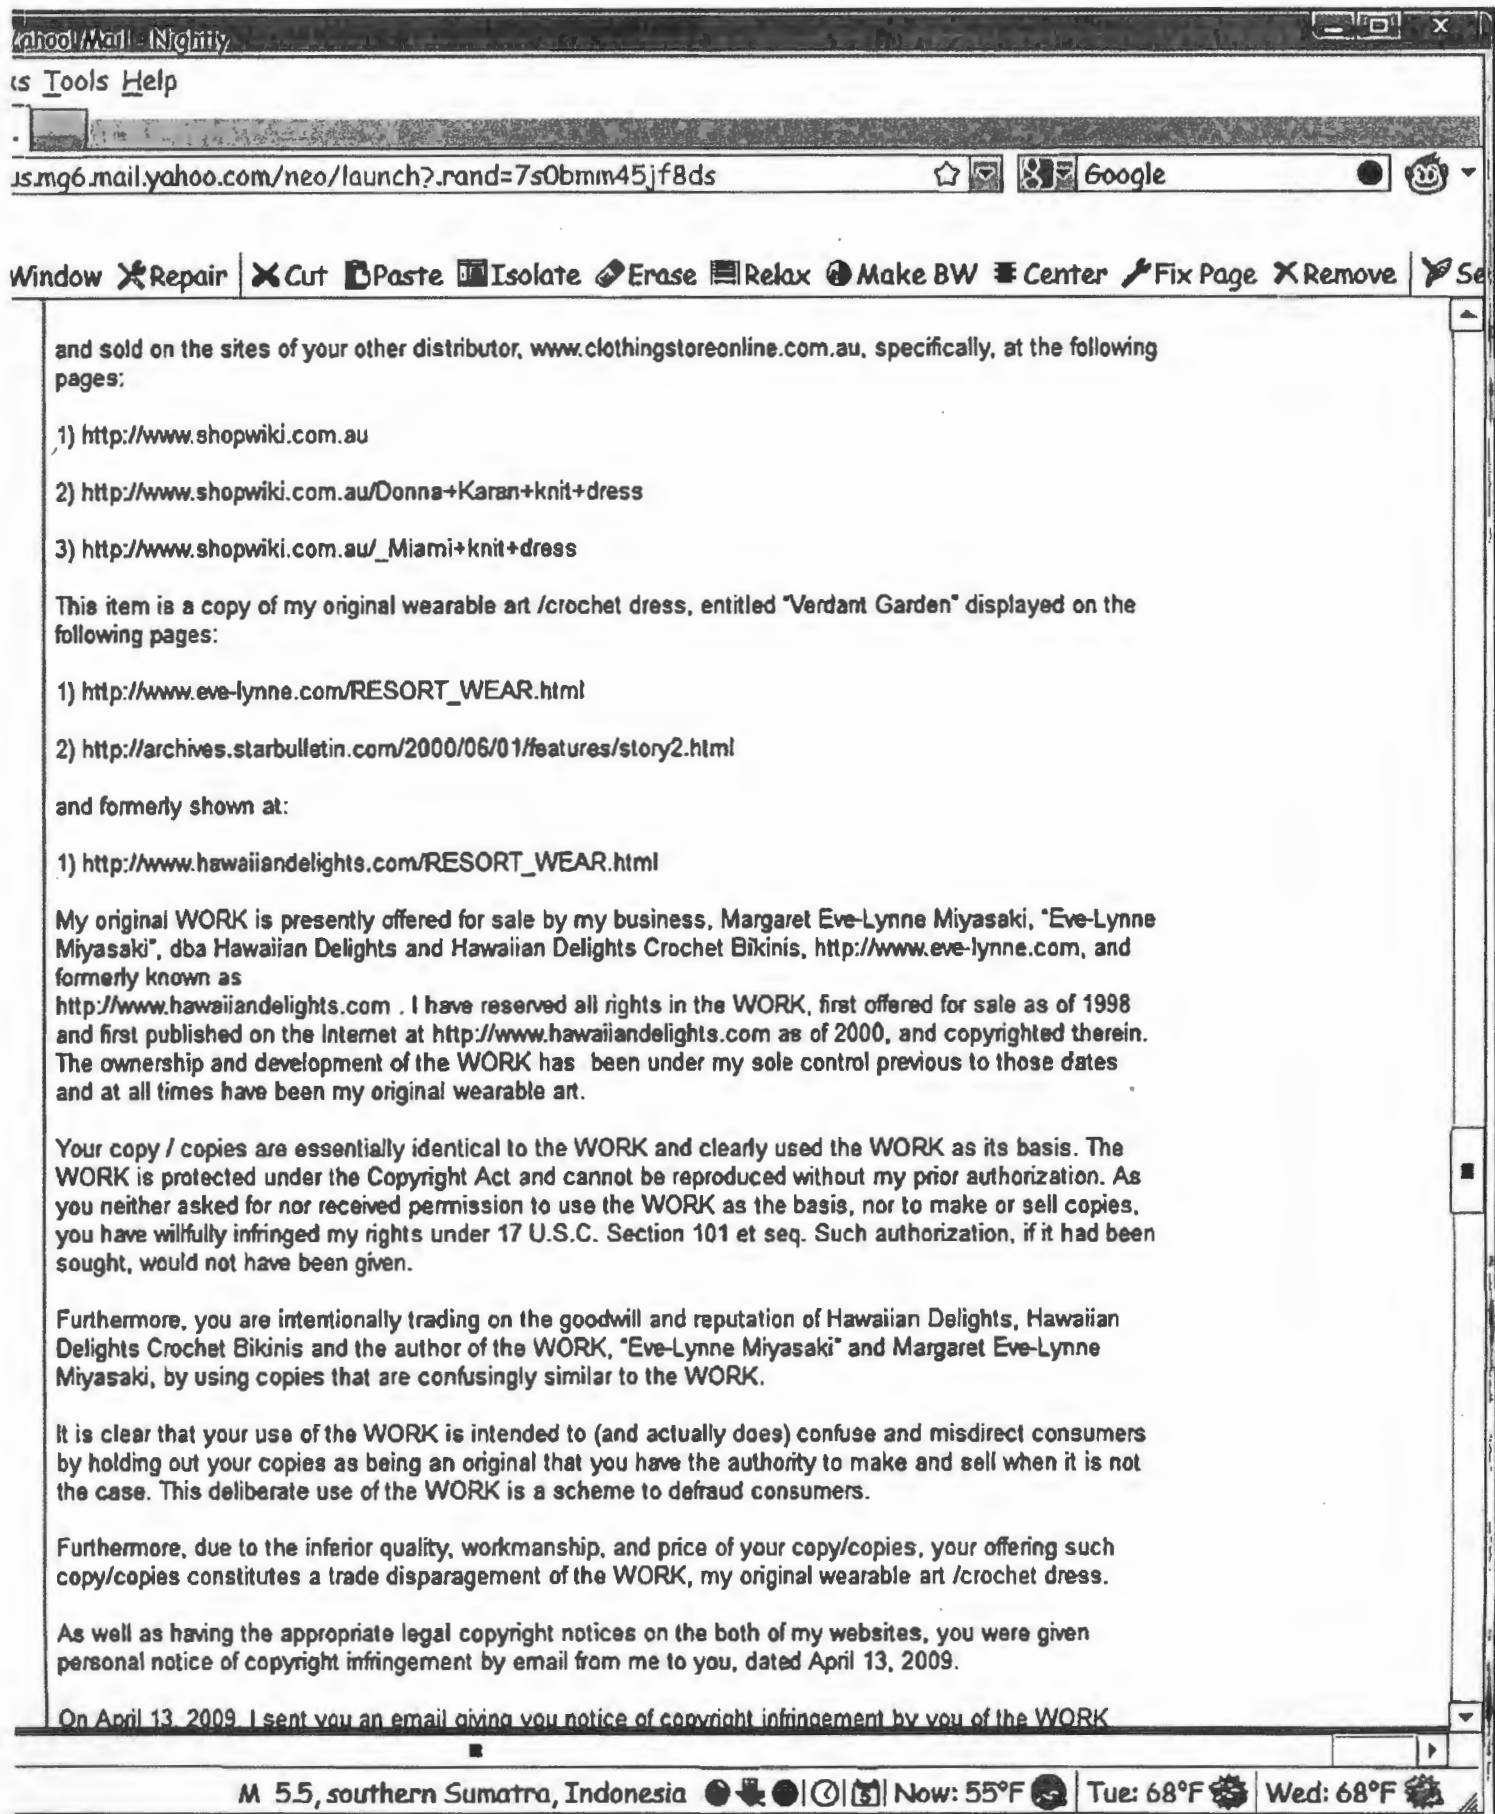 Yahoo! Mail - Nightly
ks Tools Help
us.mg6.mail.yahoo.com/neo/launch?.rand=7s0bmm45jf8ds Google
Window Repair Cut Paste Isolate Erase Relax Make BW Center Fix Page Remove Se
and sold on the sites of your other distributor, www.clothingstoreonline.com.au, specifically, at the following
pages:
1) http://www.shopwiki.com.au
2) http://www.shopwiki.com.au/Donna+Karan+knit+dress
3) http://www.shopwiki.com.au/_Miami+knit+dress
This item is a copy of my original wearable art /crochet dress, entitled "Verdant Garden" displayed on the
following pages:
1) http://www.eve-lynne.com/RESORT_WEAR.html
2) http://archives.starbulletin.com/2000/06/01/features/story2.html
and formerly shown at:
1) http://www.hawaiiandelights.com/RESORT_WEAR.html
My original WORK is presently offered for sale by my business, Margaret Eve-Lynne Miyasaki, "Eve-Lynne
Miyasaki", dba Hawaiian Delights and Hawaiian Delights Crochet Bikinis, http://www.eve-lynne.com, and
formerly known as
http://www.hawaiiandelights.com . I have reserved all rights in the WORK, first offered for sale as of 1998
and first published on the Internet at http://www.hawaiiandelights.com as of 2000, and copyrighted therein.
The ownership and development of the WORK has been under my sole control previous to those dates
and at all times have been my original wearable art.
Your copy / copies are essentially identical to the WORK and clearly used the WORK as its basis. The
WORK is protected under the Copyright Act and cannot be reproduced without my prior authorization. As
you neither asked for nor received permission to use the WORK as the basis, nor to make or sell copies,
you have wilfully infringed my rights under 17 U.S.C. Section 101 et seq. Such authorization, if it had been
sought, would not have been given.
Furthermore, you are intentionally trading on the goodwill and reputation of Hawaiian Delights, Hawaiian
Delights Crochet Bikinis and the author of the WORK, "Eve-Lynne Miyasaki" and Margaret Eve-Lynne
Miyasaki, by using copies that are confusingly similar to the WORK.
It is clear that your use of the WORK is intended to (and actually does) confuse and misdirect consumers
by holding out your copies as being an original that you have the authority to make and sell when it is not
the case. This deliberate use of the WORK is a scheme to defraud consumers.
Furthermore, due to the inferior quality, workmanship, and price of your copy/copies, your offering such
copy/copies constitutes a trade disparagement of the WORK, my original wearable art /crochet dress.
As well as having the appropriate legal copyright notices on the both of my websites, you were given
personal notice of copyright infringement by email from me to you, dated April 13, 2009.
On April 13, 2009, I sent you an email giving you notice of copyright infringement by you of the WORK
M 5.5, southern Sumatra, Indonesia Now: 55°F Tue: 68°F Wed: 68°F